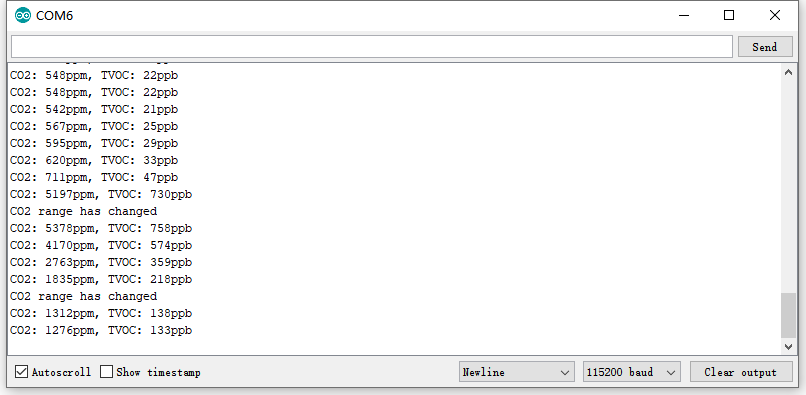 COM6
Send
CO2: 548ppm, TVOC: 22ppb
CO2: 548ppm, TVOC: 22ppb
CO2: 542ppm, TVOC: 21ppb
CO2: 567ppm, TVOC: 25ppb
CO2: 595ppm, TVOC: 29ppb
CO2: 620ppm, TVOC: 33ppb
CO2: 711ppm, TVOC: 47ppb
CO2: 5197ppm, TVOC: 730ppb
CO2 range has changed
CO2: 5378ppm, TVOC: 758ppb
CO2: 4170ppm, TVOC: 574ppb
CO2: 2763ppm, TVOC: 359ppb
CO2: 1835ppm, TVOC: 218ppb
CO2 range has changed
CO2: 1312ppm, TVOC: 138ppb
CO2: 1276ppm, TVOC: 133ppb
Autoscroll Show timestamp Newline 115200 baud Clear output